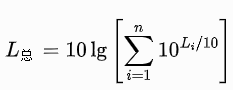 L总 = 10 lg [ ∑_{i=1}^{n} 10^{L_i/10} ]